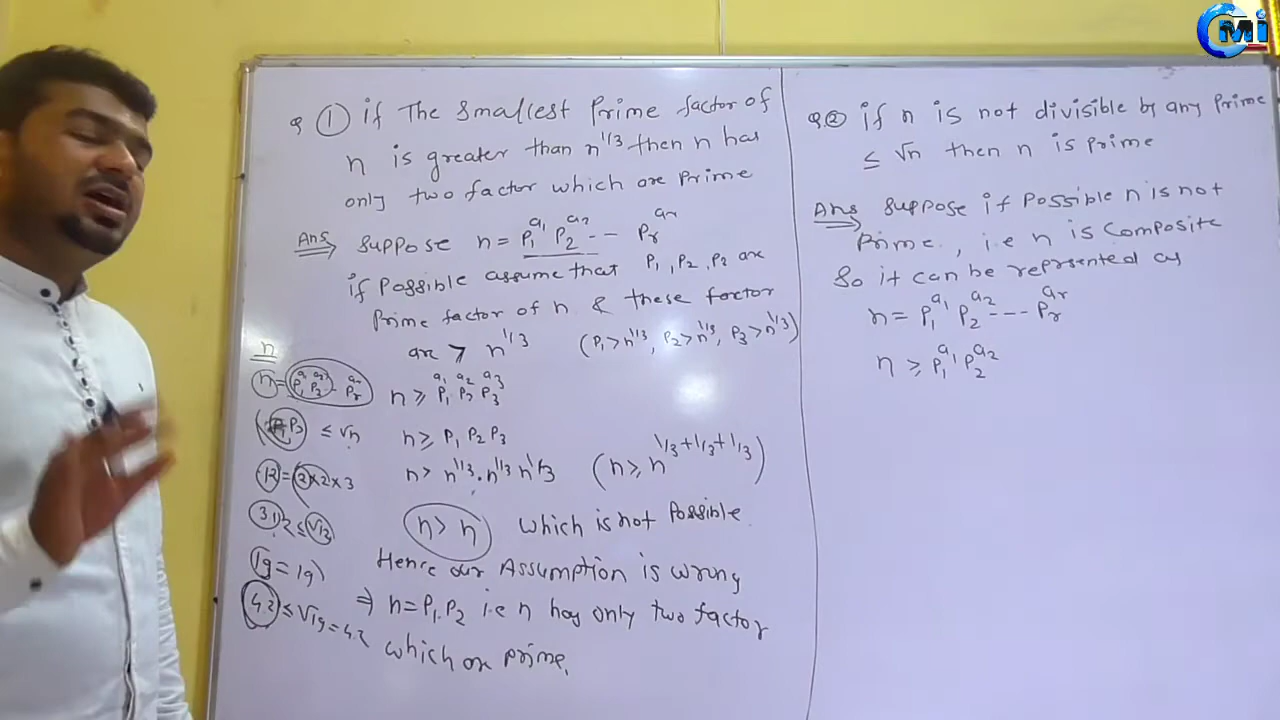 Q ① if The Smallest Prime factor of
n is greater than n^1/3 then n has
only two factor which are Prime
Ans ⇒ Suppose n = P₁^a₁ P₂^a₂ --- Pr^ar
if Possible assume that P₁, P₂, P₂ are
Prime factor of n & these factor
are > n^1/3 (P₁>n^1/3, P₂>n^1/3, P₃>n^1/3)
n ≥ P₁^a₁ P₂^a₂ P₃^a₃
n ≥ P₁ P₂ P₃
n > n^1/3 . n^1/3 n^1/3 (n ≥ n^1/3+1/3+1/3)
n > n which is not Possible
Hence our Assumption is wrong
⇒ n = P₁.P₂ i.e n has only two factor
which are prime.
n
n = P₁^a₁ P₂^a₂ -- Pr^ar
≤ √n
12 = 2×2×3
≤ √12
19 = 19
4.2 ≤ √19 = 4.2
Q ② if n is not divisible by any Prime
≤ √n then n is prime
Ans ⇒ Suppose if Possible n is not
Prime, i.e n is Composite
So it can be reprsented as
n = P₁^a₁ P₂^a₂ --- Pr^ar
n ≥ P₁^a₁ P₂^a₂
CMi